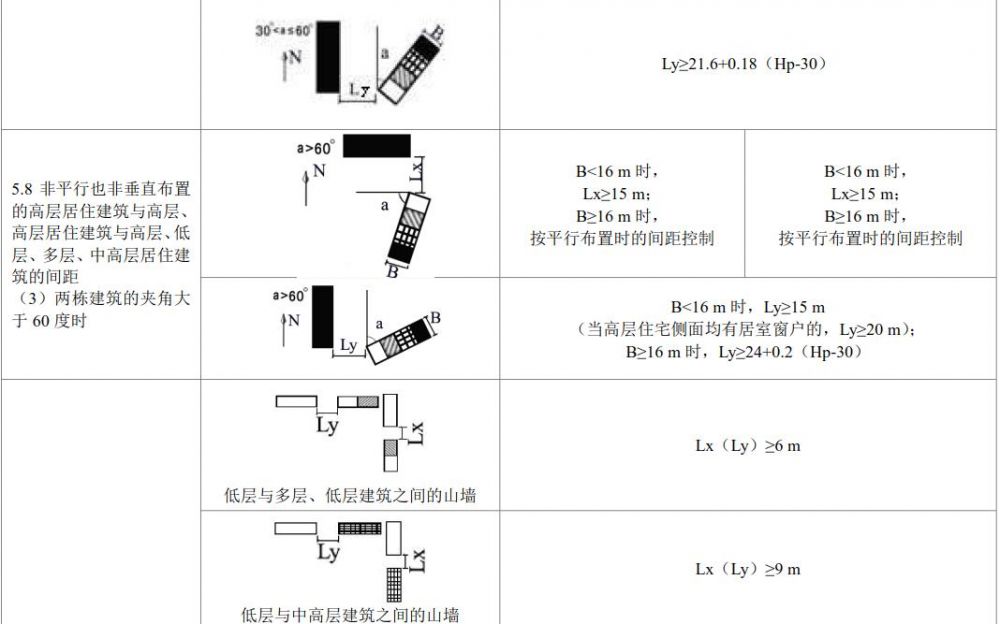 30°<a≤60°
N
a
B
Ly
Ly≥21.6+0.18（Hp-30）
5.8 非平行也非垂直布置
的高层居住建筑与高层、
高层居住建筑与高层、低
层、多层、中高层居住建
筑的间距
（3）两栋建筑的夹角大
于 60 度时
a>60°
N
Lx
a
B
B<16 m 时，
Lx≥15 m；
B≥16 m 时，
按平行布置时的间距控制
B<16 m 时，
Lx≥15 m；
B≥16 m 时，
按平行布置时的间距控制
a>60°
N
a
B
Ly
B<16 m 时，Ly≥15 m
（当高层住宅侧面均有居室窗户的，Ly≥20 m）；
B≥16 m 时，Ly≥24+0.2（Hp-30）
Ly
Lx
低层与多层、低层建筑之间的山墙
Lx（Ly）≥6 m
Ly
Lx
低层与中高层建筑之间的山墙
Lx（Ly）≥9 m